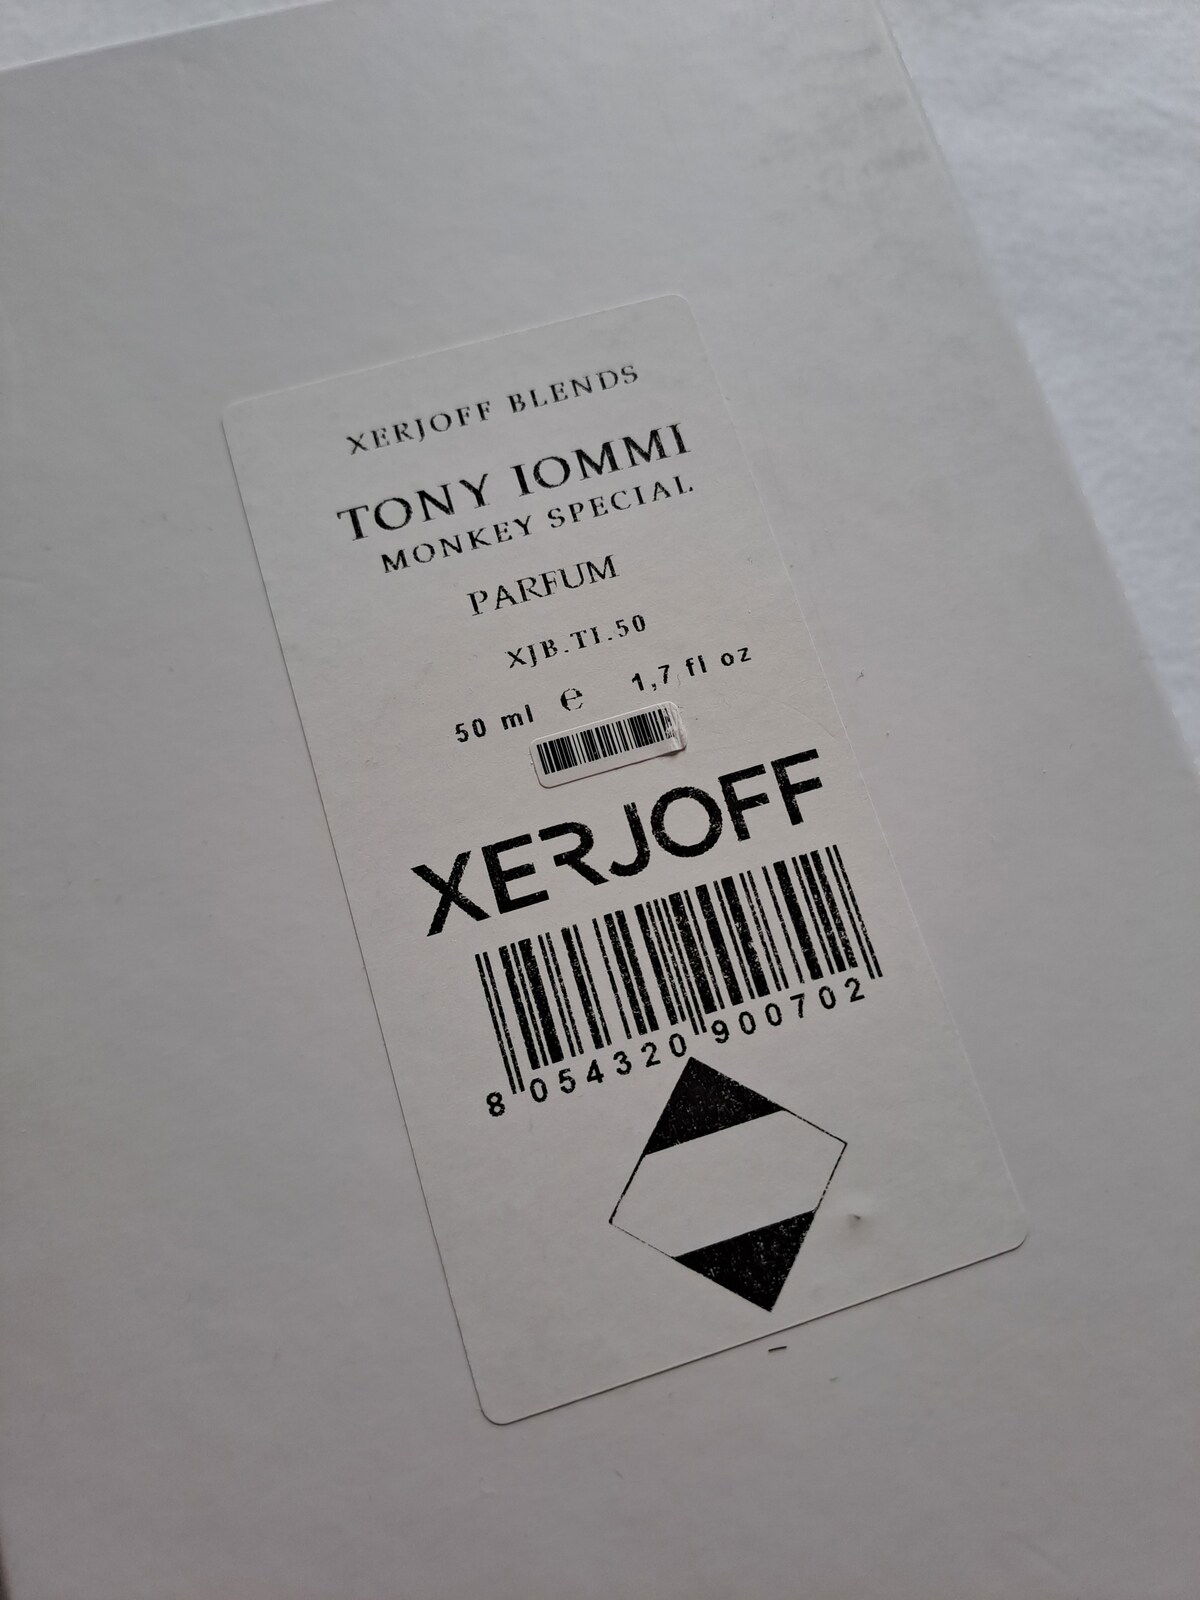 XERJOFF BLENDS
TONY IOMMI
MONKEY SPECIAL
PARFUM
XJB.TI.50
50 ml ℮ 1,7 fl oz
XERJOFF
8 054320 900702